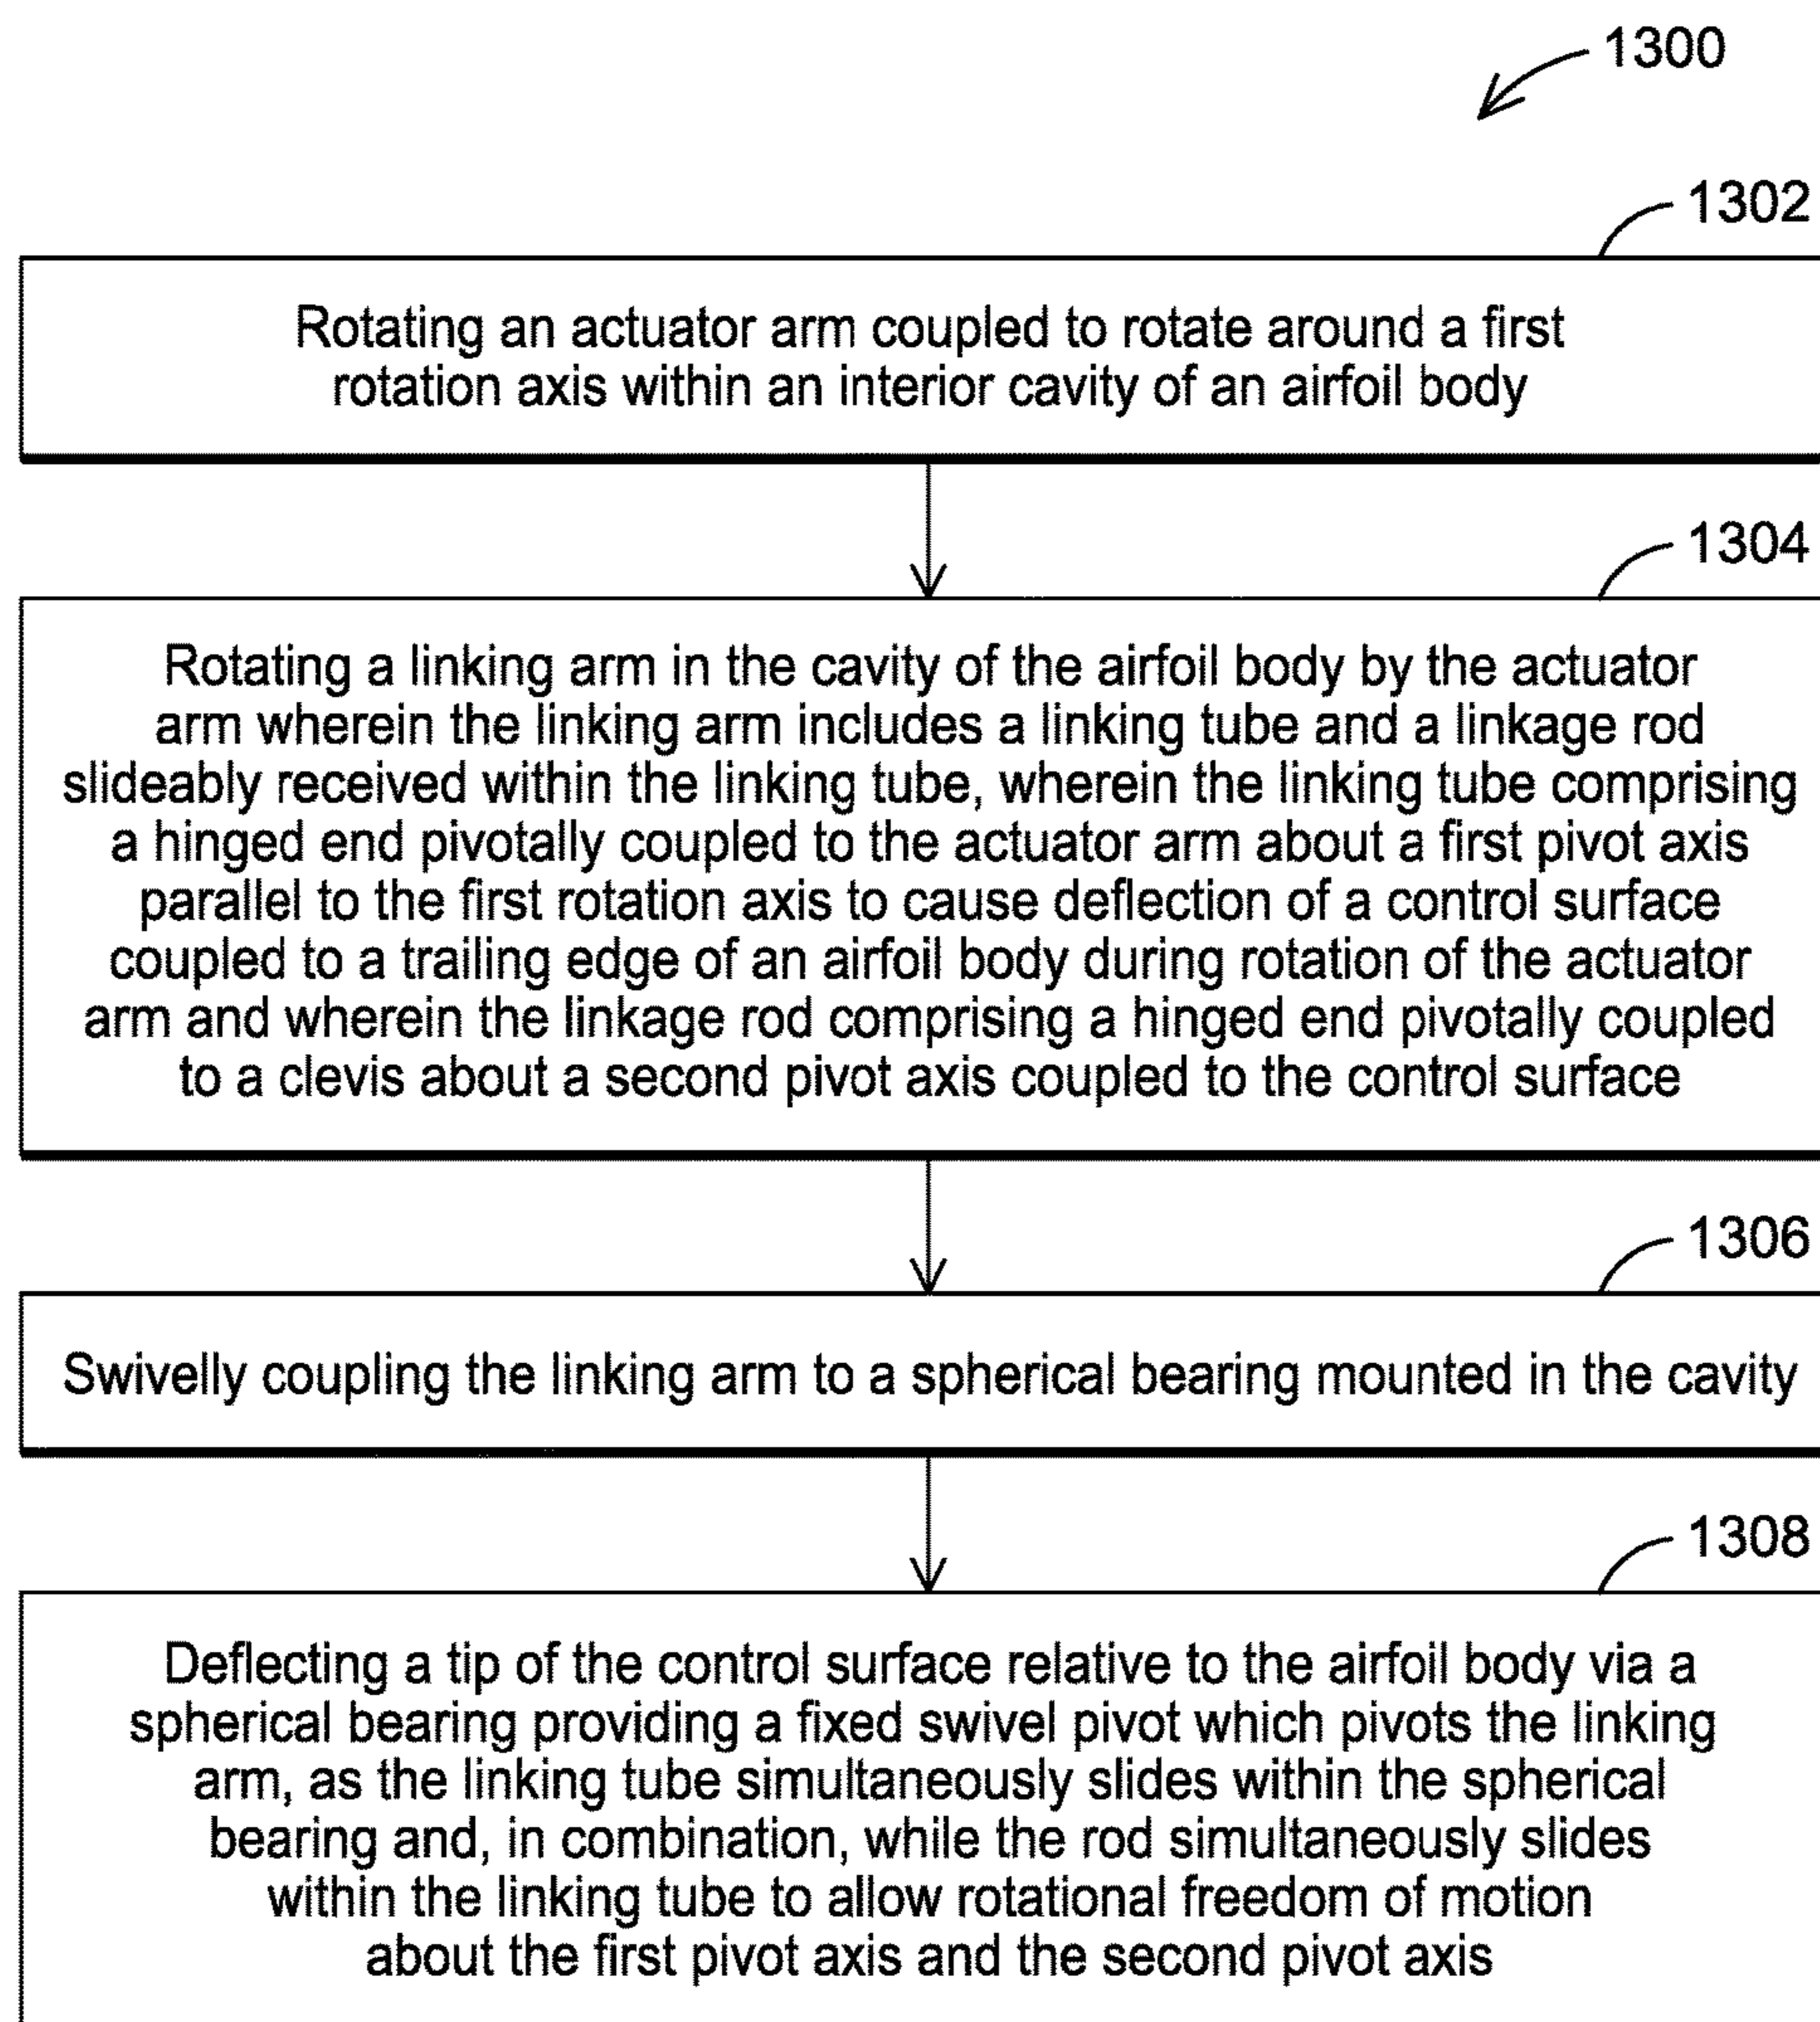 1300
1302
Rotating an actuator arm coupled to rotate around a first
rotation axis within an interior cavity of an airfoil body
1304
Rotating a linking arm in the cavity of the airfoil body by the actuator
arm wherein the linking arm includes a linking tube and a linkage rod
slideably received within the linking tube, wherein the linking tube comprising
a hinged end pivotally coupled to the actuator arm about a first pivot axis
parallel to the first rotation axis to cause deflection of a control surface
coupled to a trailing edge of an airfoil body during rotation of the actuator
arm and wherein the linkage rod comprising a hinged end pivotally coupled
to a clevis about a second pivot axis coupled to the control surface
1306
Swivelly coupling the linking arm to a spherical bearing mounted in the cavity
1308
Deflecting a tip of the control surface relative to the airfoil body via a
spherical bearing providing a fixed swivel pivot which pivots the linking
arm, as the linking tube simultaneously slides within the spherical
bearing and, in combination, while the rod simultaneously slides
within the linking tube to allow rotational freedom of motion
about the first pivot axis and the second pivot axis